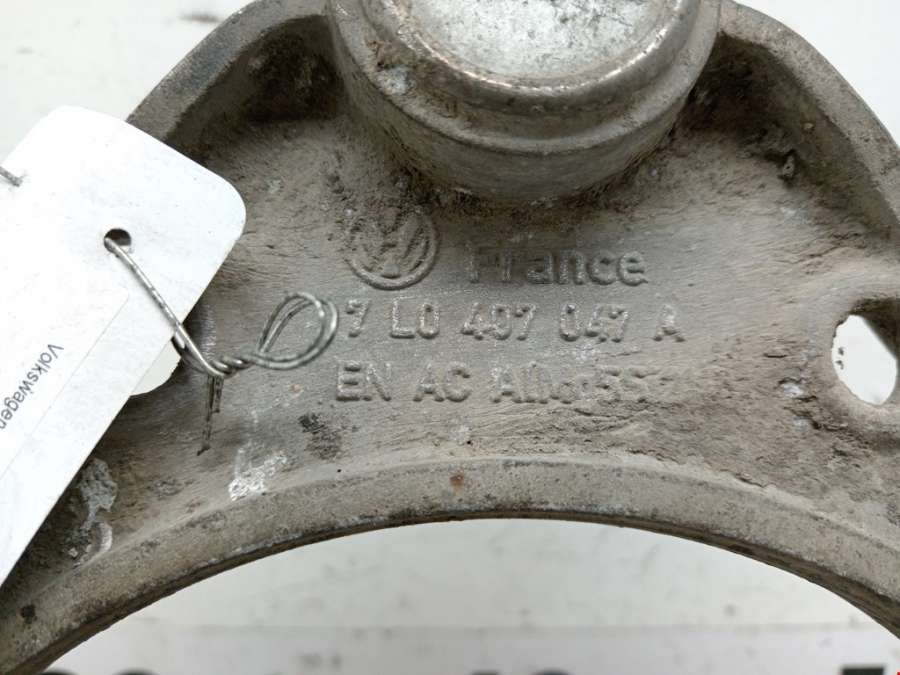 France
7 L0 407 047 A
EN AC
Volkswagen